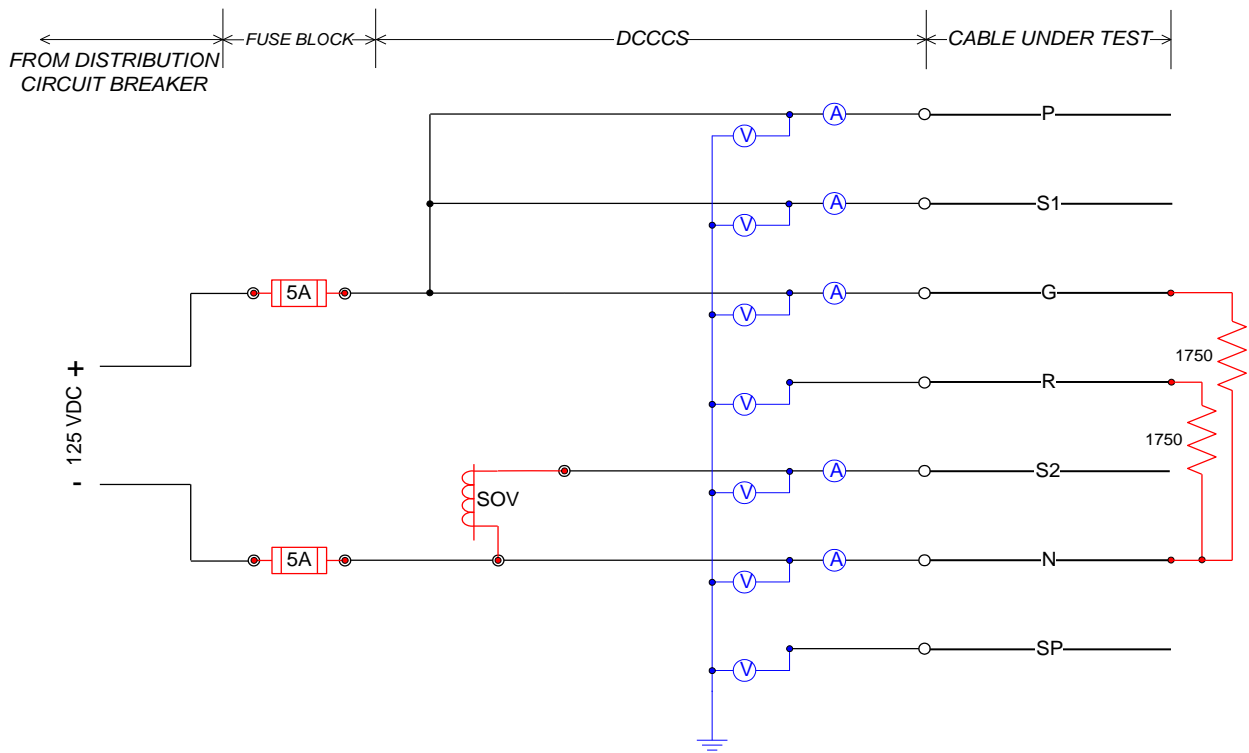 FROM DISTRIBUTION
CIRCUIT BREAKER
FUSE BLOCK
DCCCS
CABLE UNDER TEST
A
P
V
A
S1
V
5A
A
G
V
1750
+
125 VDC
-
R
V
1750
SOV
A
S2
V
5A
A
N
V
SP
V